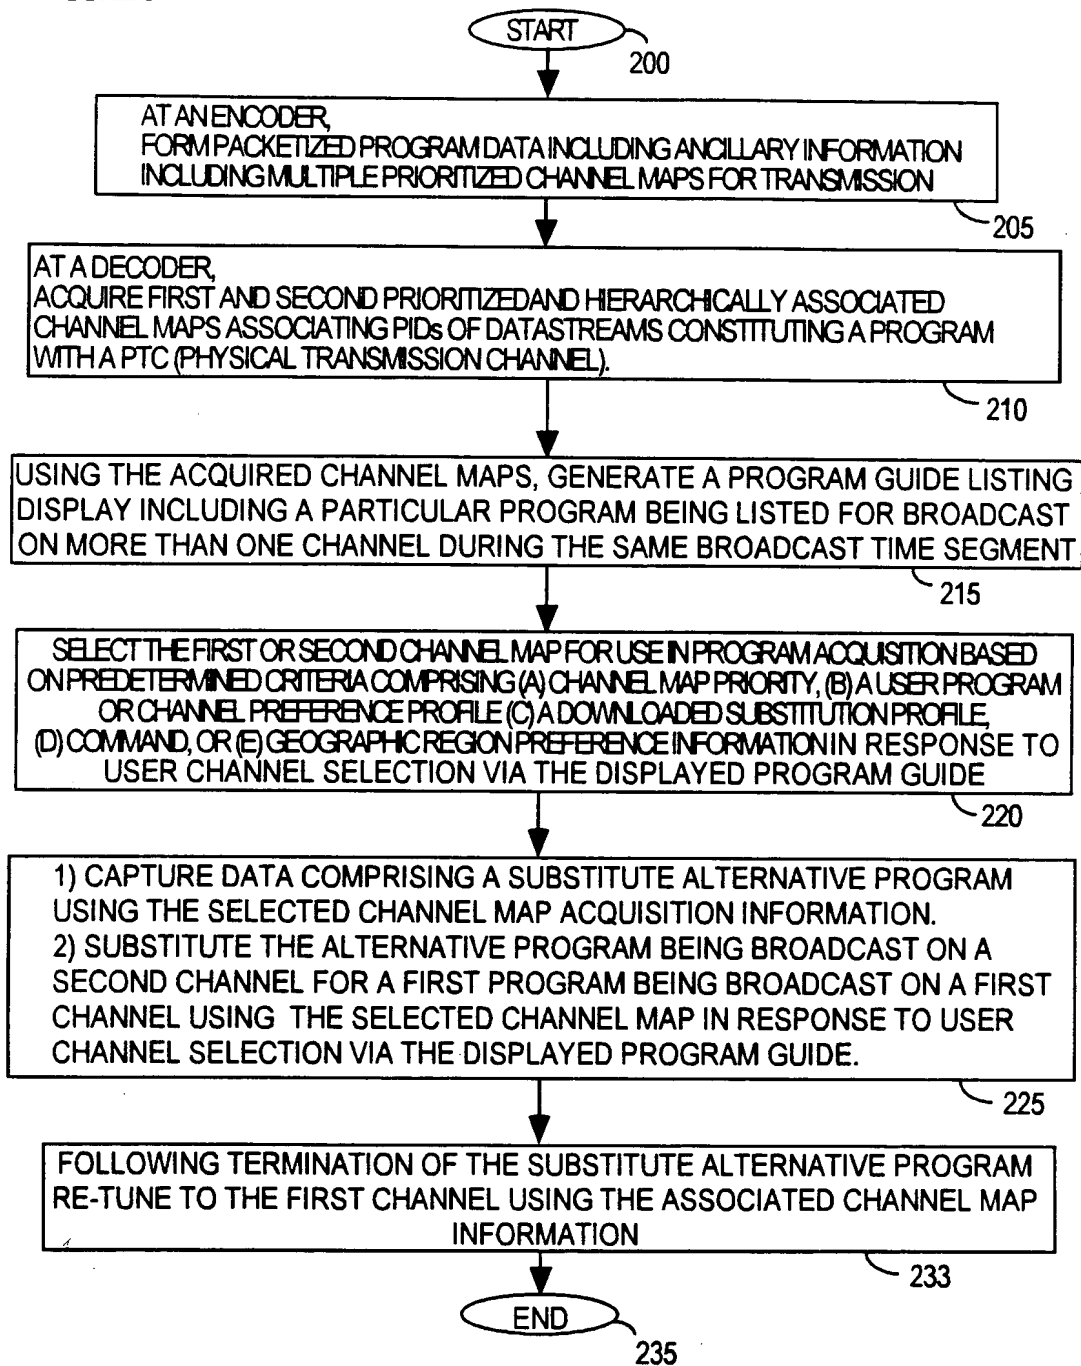 START
200
AT AN ENCODER,
FORM PACKETIZED PROGRAM DATA INCLUDING ANCILLARY INFORMATION
INCLUDING MULTIPLE PRIORITIZED CHANNEL MAPS FOR TRANSMISSION
205
AT A DECODER,
ACQUIRE FIRST AND SECOND PRIORITIZED AND HIERARCHICALLY ASSOCIATED
CHANNEL MAPS ASSOCIATING PIDs OF DATASTREAMS CONSTITUTING A PROGRAM
WITH A PTC (PHYSICAL TRANSMISSION CHANNEL).
210
USING THE ACQUIRED CHANNEL MAPS, GENERATE A PROGRAM GUIDE LISTING
DISPLAY INCLUDING A PARTICULAR PROGRAM BEING LISTED FOR BROADCAST
ON MORE THAN ONE CHANNEL DURING THE SAME BROADCAST TIME SEGMENT
215
SELECT THE FIRST OR SECOND CHANNEL MAP FOR USE IN PROGRAM ACQUISITION BASED
ON PREDETERMINED CRITERIA COMPRISING (A) CHANNEL MAP PRIORITY, (B) A USER PROGRAM
OR CHANNEL PREFERENCE PROFILE (C) A DOWNLOADED SUBSTITUTION PROFILE,
(D) COMMAND, OR (E) GEOGRAPHIC REGION PREFERENCE INFORMATION IN RESPONSE TO
USER CHANNEL SELECTION VIA THE DISPLAYED PROGRAM GUIDE
220
1) CAPTURE DATA COMPRISING A SUBSTITUTE ALTERNATIVE PROGRAM
USING THE SELECTED CHANNEL MAP ACQUISITION INFORMATION.
2) SUBSTITUTE THE ALTERNATIVE PROGRAM BEING BROADCAST ON A
SECOND CHANNEL FOR A FIRST PROGRAM BEING BROADCAST ON A FIRST
CHANNEL USING THE SELECTED CHANNEL MAP IN RESPONSE TO USER
CHANNEL SELECTION VIA THE DISPLAYED PROGRAM GUIDE.
225
FOLLOWING TERMINATION OF THE SUBSTITUTE ALTERNATIVE PROGRAM
RE-TUNE TO THE FIRST CHANNEL USING THE ASSOCIATED CHANNEL MAP
INFORMATION
233
END
235